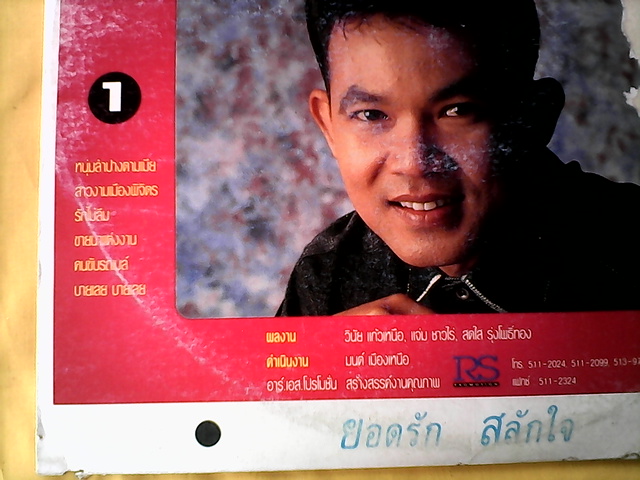 1
หนุ่มลำปางตามเมีย
สาวงามเมืองพิจิตร
รักไม่ลืม
ชายนาแต่งงาน
คนขับรถเมล์
บายเลย บายเลย
ผลงาน วินัย แก้วเหนือ, แจ่ม ชาวไร่, สดใส รุ่งโพธิ์ทอง
ดำเนินงาน มนต์ เมืองเหนือ
อาร์.เอส.โปรโมชั่น สร้างสรรค์งานคุณภาพ
RS
PROMOTION
โทร. 511-2024, 511-2099, 513-9
แฟกซ์ . 511-2324
ยอดรัก สลักใจ